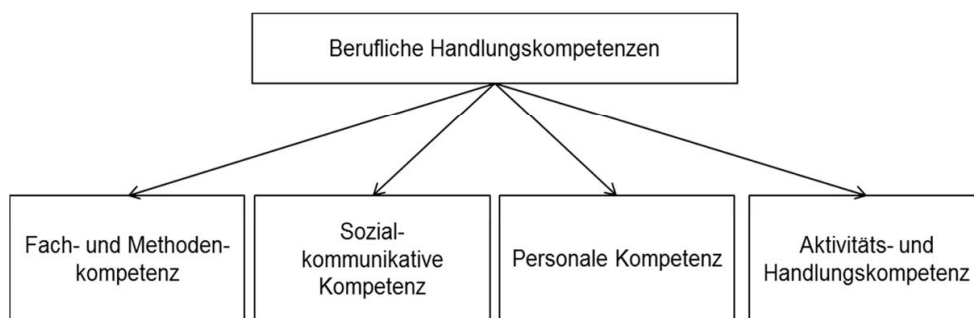 Berufliche Handlungskompetenzen
Fach- und Methoden-
kompetenz
Sozial-
kommunikative
Kompetenz
Personale Kompetenz
Aktivitäts- und
Handlungskompetenz